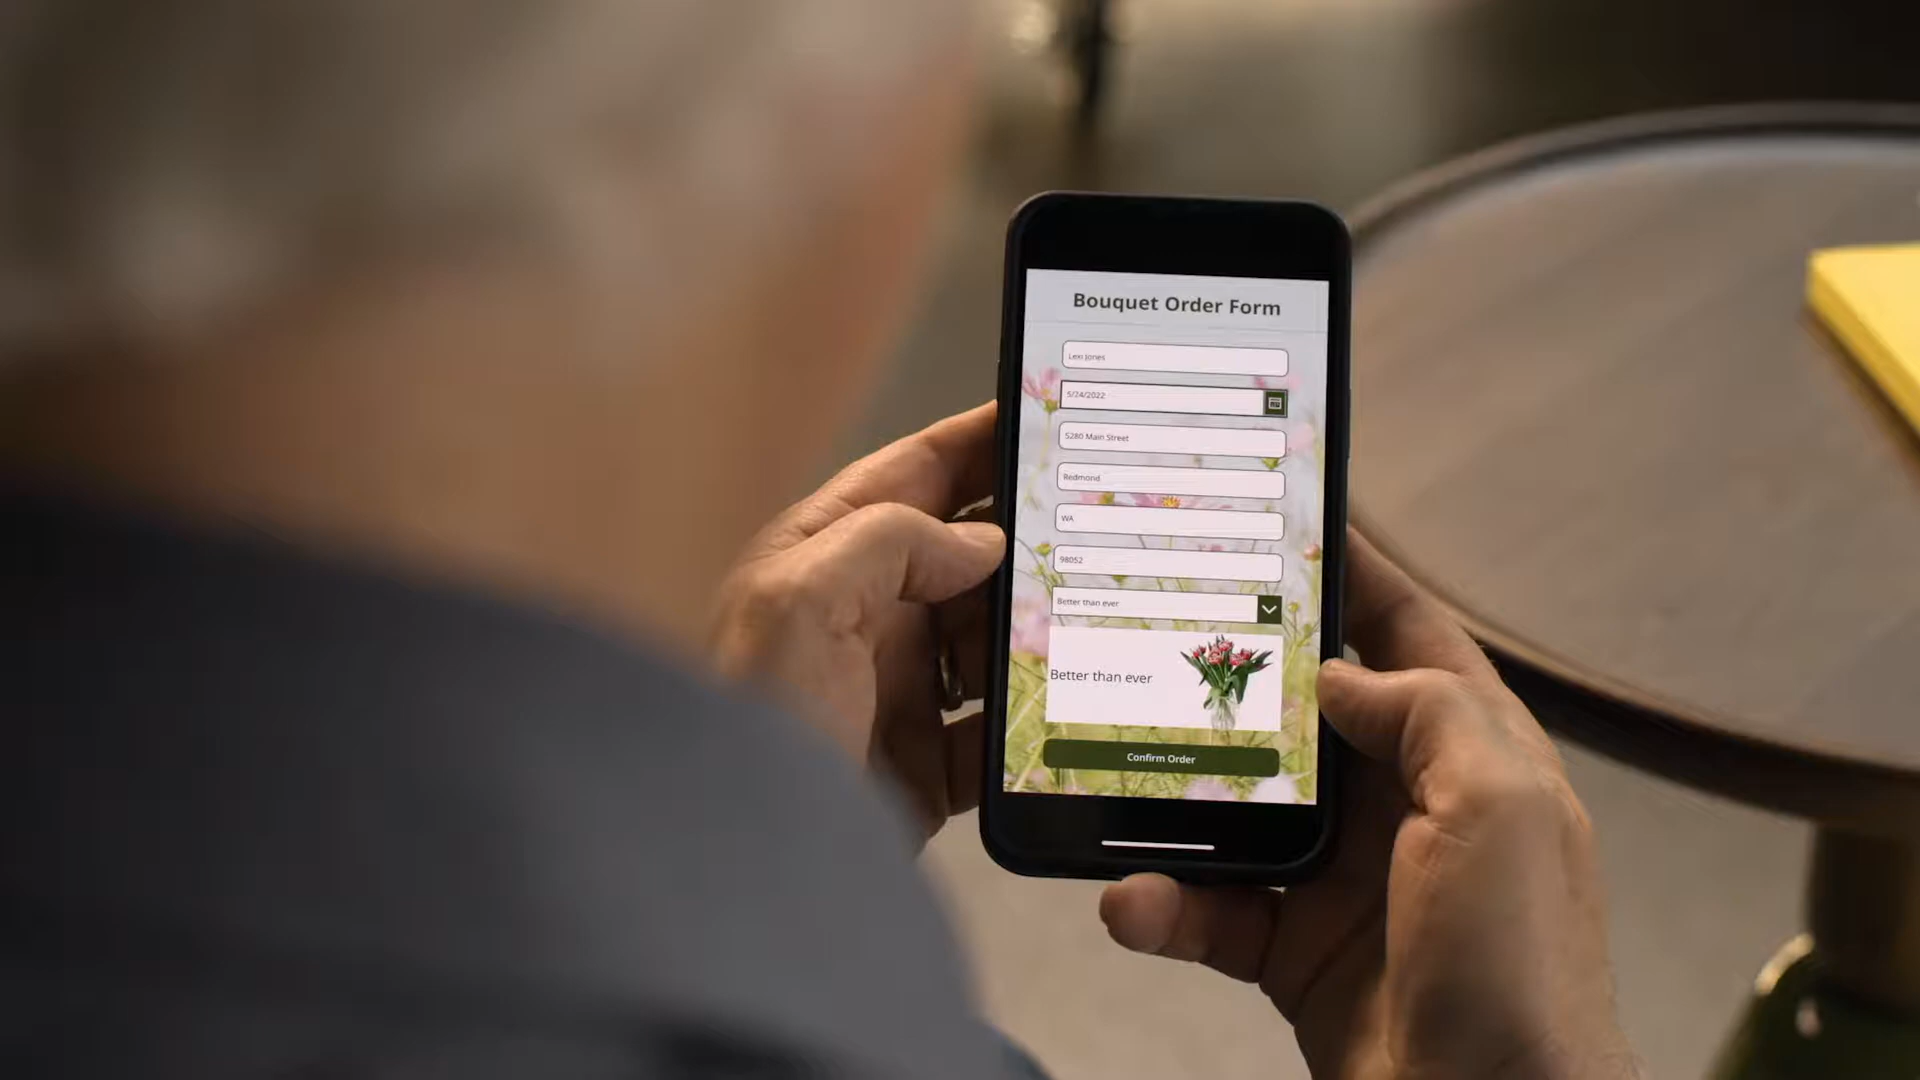 Bouquet Order Form
Lexi Jones
5/24/2022
5280 Main Street
Redmond
WA
98052
Better than ever
Better than ever
Confirm Order